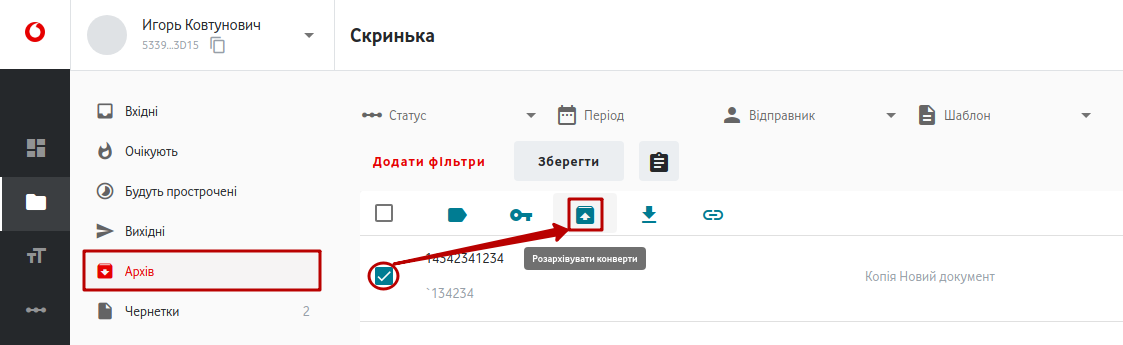 Игорь Ковтунович
5339...3D15
Скринька
Вхідні
Очікують
Будуть прострочені
Вихідні
Архів
Чернетки 2
Статус Період Відправник Шаблон
Додати фільтри Зберегти
14342341234
Розархівувати конверти
`134234
Копія Новий документ